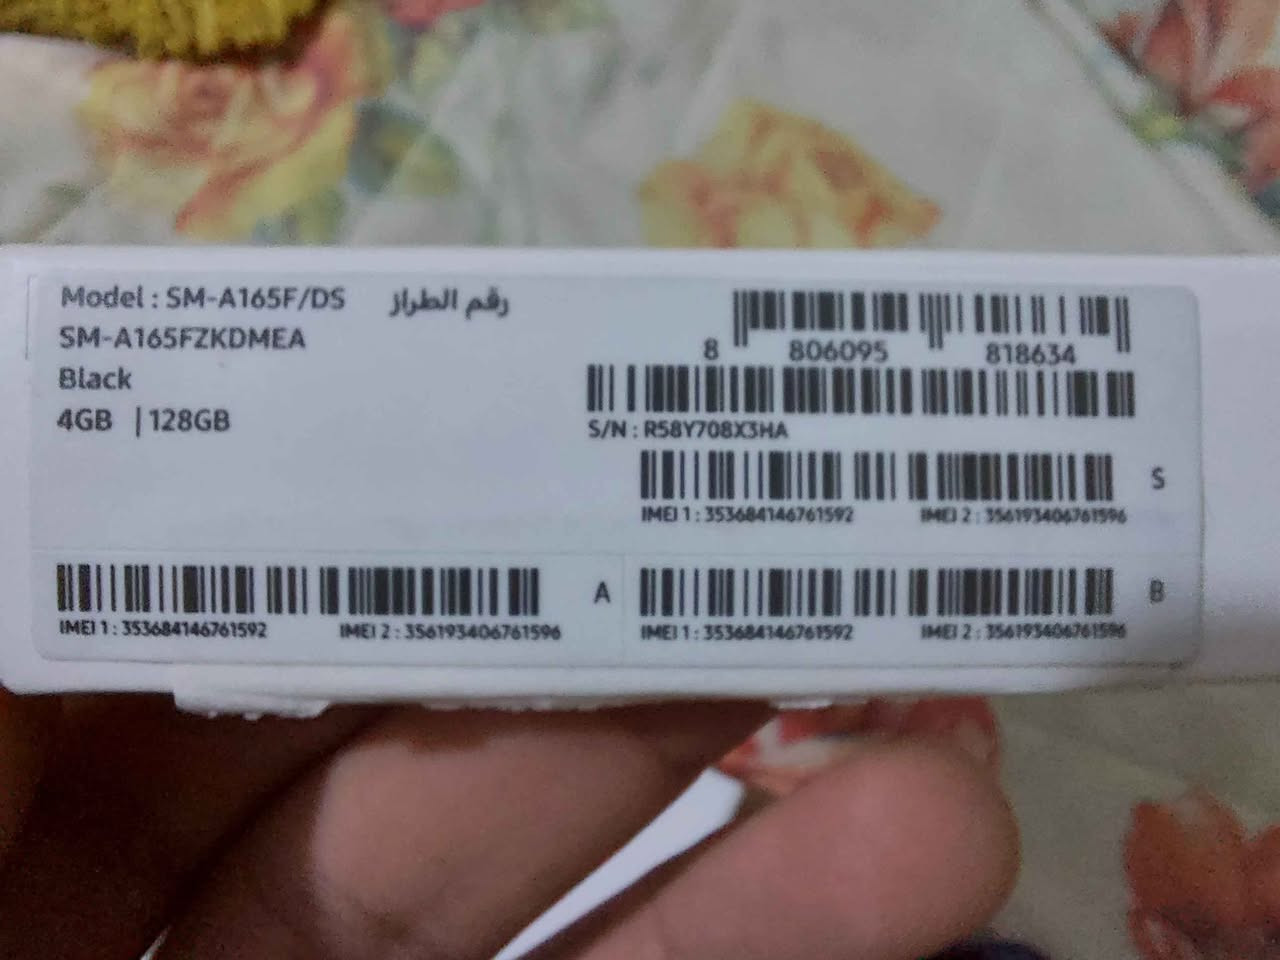 Model : SM-A165F/DS رقم الطراز
SM-A165FZKDMEA
Black
4GB | 128GB
8 806095 818634
S/N : R58Y708X3HA
IMEI 1 : 353684146761592 IMEI 2 : 356193406761596 S
IMEI 1 : 353684146761592 IMEI 2 : 356193406761596 A
IMEI 1 : 353684146761592 IMEI 2 : 356193406761596 B